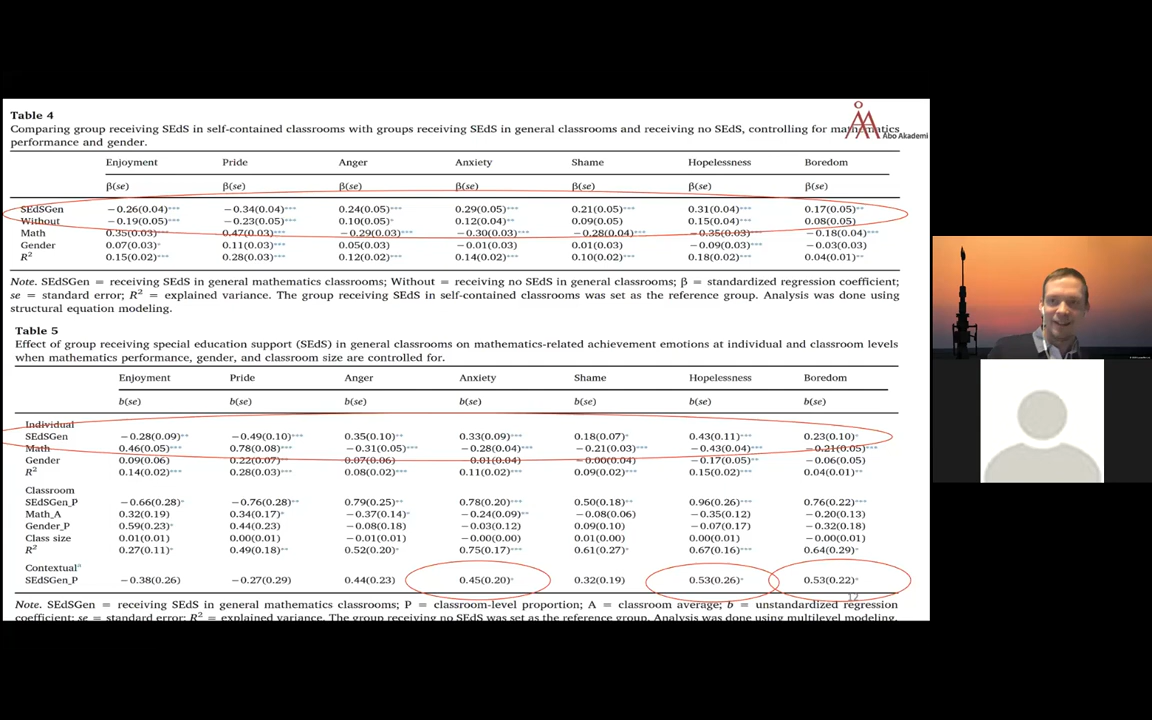 Table 4
Comparing group receiving SEdS in self-contained classrooms with groups receiving SEdS in general classrooms and receiving no SEdS, controlling for mathematics
performance and gender.
Åbo Akademi
Enjoyment Pride Anger Anxiety Shame Hopelessness Boredom
β(se) β(se) β(se) β(se) β(se) β(se) β(se)
SEdSGen −0.26(0.04)*** −0.34(0.04)*** 0.24(0.05)*** 0.29(0.05)*** 0.21(0.05)*** 0.31(0.04)*** 0.17(0.05)**
Without −0.19(0.05)*** −0.23(0.05)*** 0.10(0.05)* 0.12(0.04)** 0.09(0.05) 0.15(0.04)*** 0.08(0.05)
Math 0.35(0.03)*** 0.47(0.03)*** −0.29(0.03)*** −0.30(0.03)*** −0.28(0.04)*** −0.35(0.03)*** −0.18(0.04)***
Gender 0.07(0.03)* 0.11(0.03)*** 0.05(0.03) −0.01(0.03) 0.01(0.03) −0.09(0.03)*** −0.03(0.03)
R² 0.15(0.02)*** 0.28(0.03)*** 0.12(0.02)*** 0.14(0.02)*** 0.10(0.02)*** 0.18(0.02)*** 0.04(0.01)**
Note. SEdSGen = receiving SEdS in general mathematics classrooms; Without = receiving no SEdS in general classrooms; β = standardized regression coefficient;
se = standard error; R² = explained variance. The group receiving SEdS in self-contained classrooms was set as the reference group. Analysis was done using
structural equation modeling.
Table 5
Effect of group receiving special education support (SEdS) in general classrooms on mathematics-related achievement emotions at individual and classroom levels
when mathematics performance, gender, and classroom size are controlled for.
Enjoyment Pride Anger Anxiety Shame Hopelessness Boredom
b(se) b(se) b(se) b(se) b(se) b(se) b(se)
Individual
SEdSGen −0.28(0.09)** −0.49(0.10)*** 0.35(0.10)** 0.33(0.09)*** 0.18(0.07)* 0.43(0.11)*** 0.23(0.10)*
Math 0.46(0.05)*** 0.78(0.08)*** −0.31(0.05)*** −0.28(0.04)*** −0.21(0.03)*** −0.43(0.04)*** −0.21(0.05)***
Gender 0.09(0.06) 0.22(0.07)** 0.07(0.06) −0.01(0.04) −0.00(0.04) −0.17(0.05)** −0.06(0.05)
R² 0.14(0.02)*** 0.28(0.03)*** 0.08(0.02)*** 0.11(0.02)*** 0.09(0.02)*** 0.15(0.02)*** 0.04(0.01)**
Classroom
SEdSGen_P −0.66(0.28)* −0.76(0.28)** 0.79(0.25)** 0.78(0.20)*** 0.50(0.18)** 0.96(0.26)*** 0.76(0.22)***
Math_A 0.32(0.19) 0.34(0.17)* −0.37(0.14)* −0.24(0.09)** −0.08(0.06) −0.35(0.12) −0.20(0.13)
Gender_P 0.59(0.23)* 0.44(0.23) −0.08(0.18) −0.03(0.12) 0.09(0.10) −0.07(0.17) −0.32(0.18)
Class size 0.01(0.01) 0.00(0.01) −0.01(0.01) −0.00(0.00) 0.01(0.00) 0.00(0.01) −0.00(0.01)
R² 0.27(0.11)* 0.49(0.18)** 0.52(0.20)* 0.75(0.17)*** 0.61(0.27)* 0.67(0.16)*** 0.64(0.29)*
Contextualᵃ
SEdSGen_P −0.38(0.26) −0.27(0.29) 0.44(0.23) 0.45(0.20)* 0.32(0.19) 0.53(0.26)* 0.53(0.22)*
12
Note. SEdSGen = receiving SEdS in general mathematics classrooms; P = classroom-level proportion; A = classroom average; b = unstandardized regression
coefficient; se = standard error; R² = explained variance. The group receiving no SEdS was set as the reference group. Analysis was done using multilevel modeling.